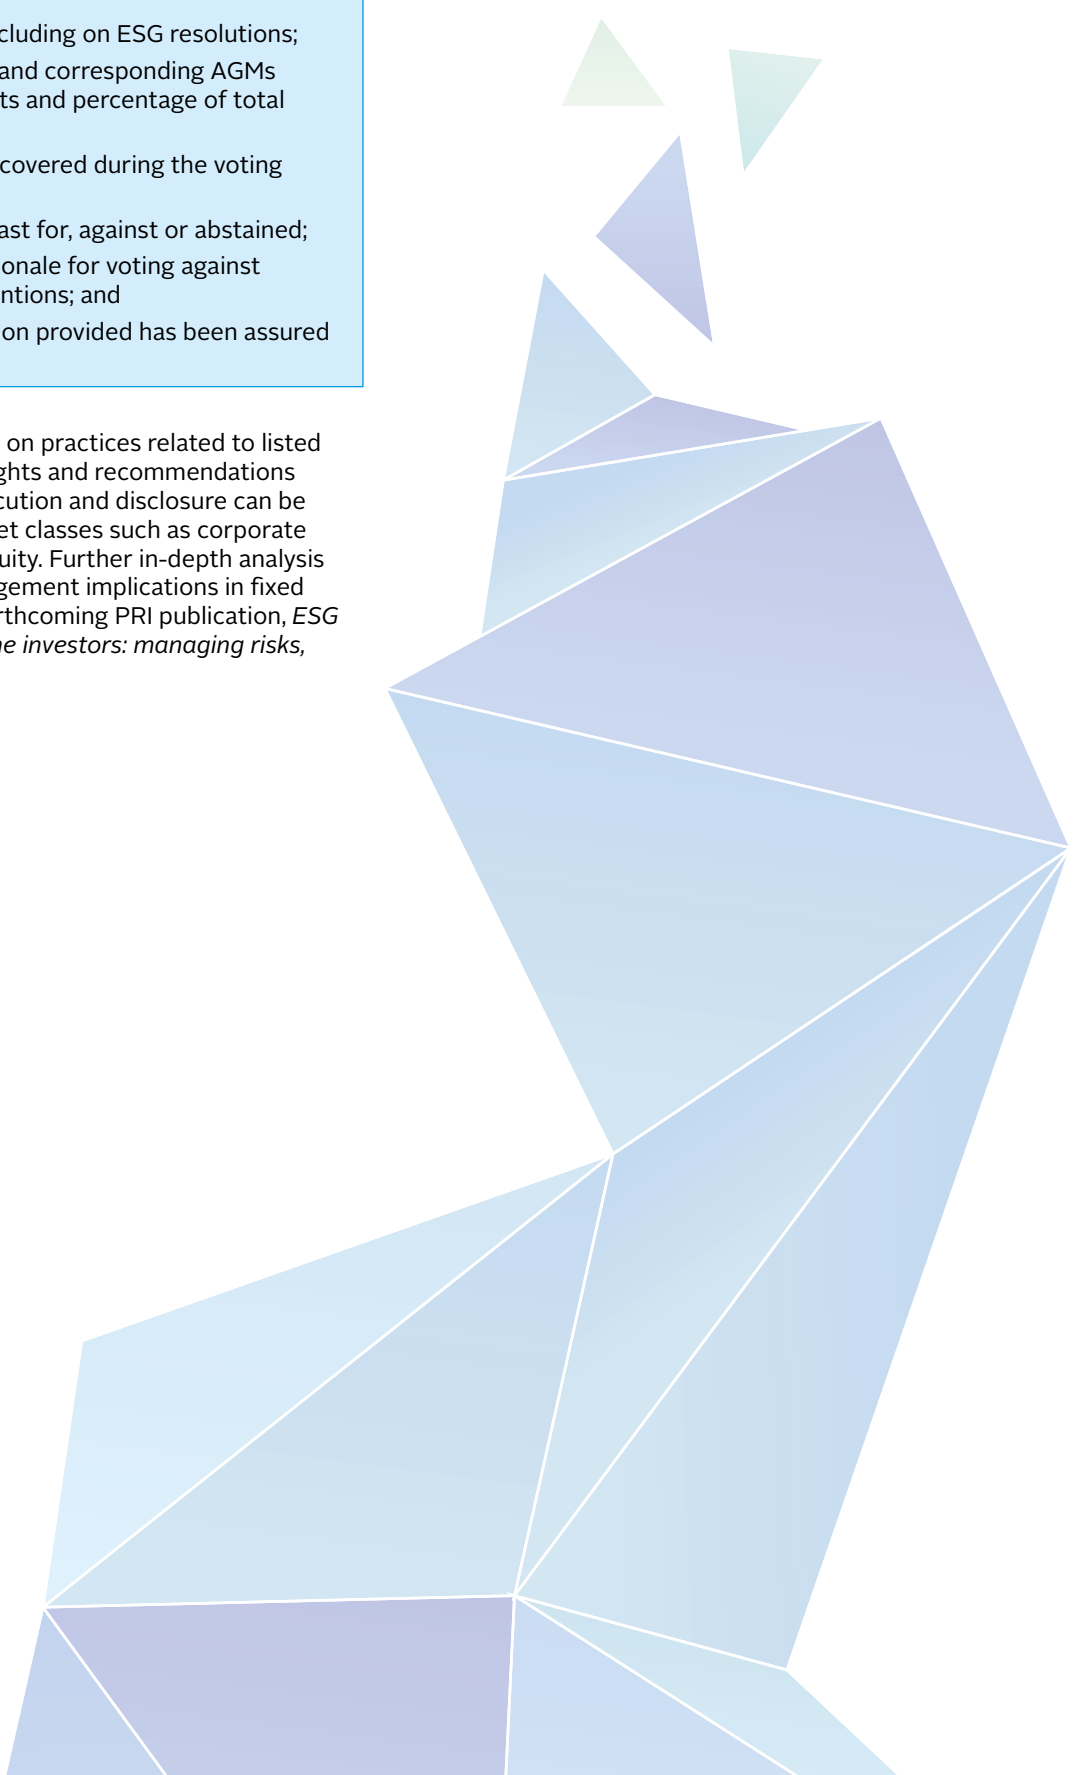 cluding on ESG resolutions;
and corresponding AGMs
ts and percentage of total
covered during the voting
ast for, against or abstained;
onale for voting against
ntions; and
on provided has been assured
on practices related to listed
ghts and recommendations
cution and disclosure can be
et classes such as corporate
uity. Further in-depth analysis
gement implications in fixed
rthcoming PRI publication, ESG
ne investors: managing risks,